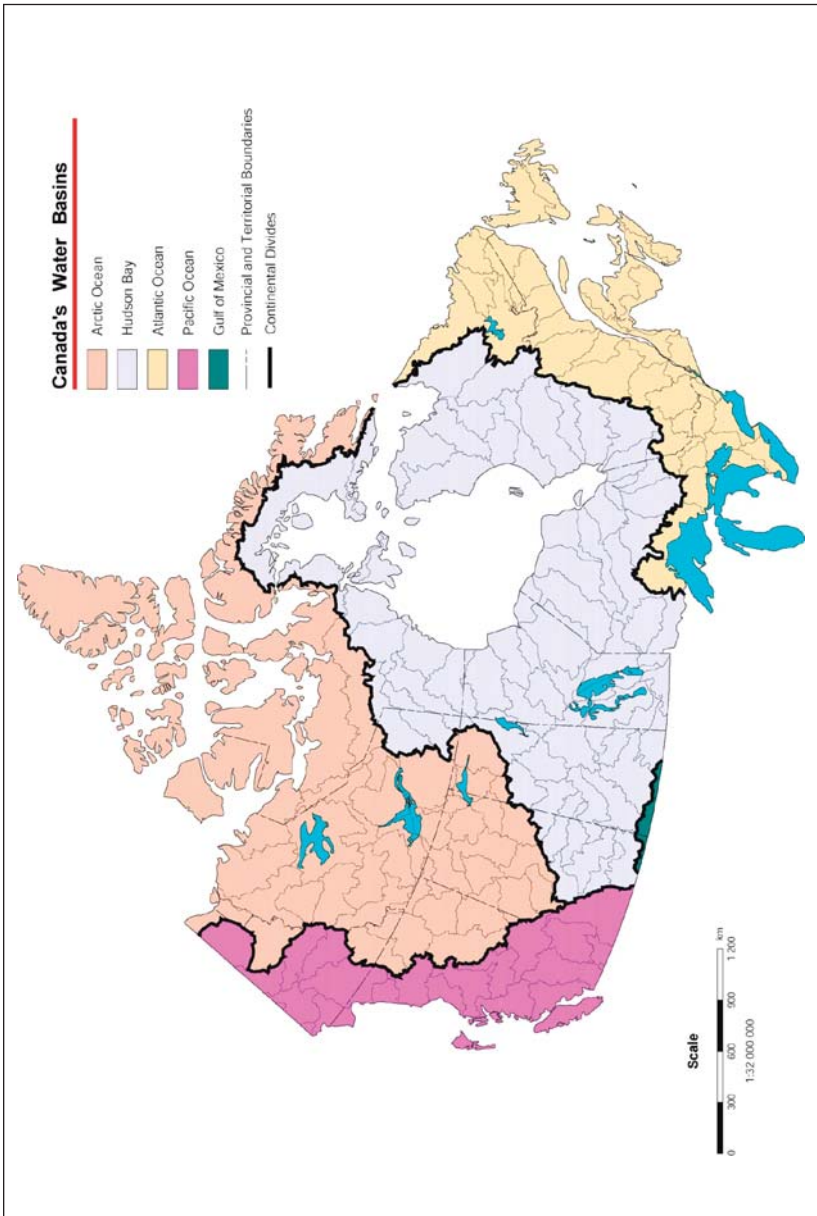 Canada's Water Basins
Arctic Ocean
Hudson Bay
Atlantic Ocean
Pacific Ocean
Gulf of Mexico
Provincial and Territorial Boundaries
Continental Divides
Scale
km
0 300 600 900 1 200
1:32 000 000